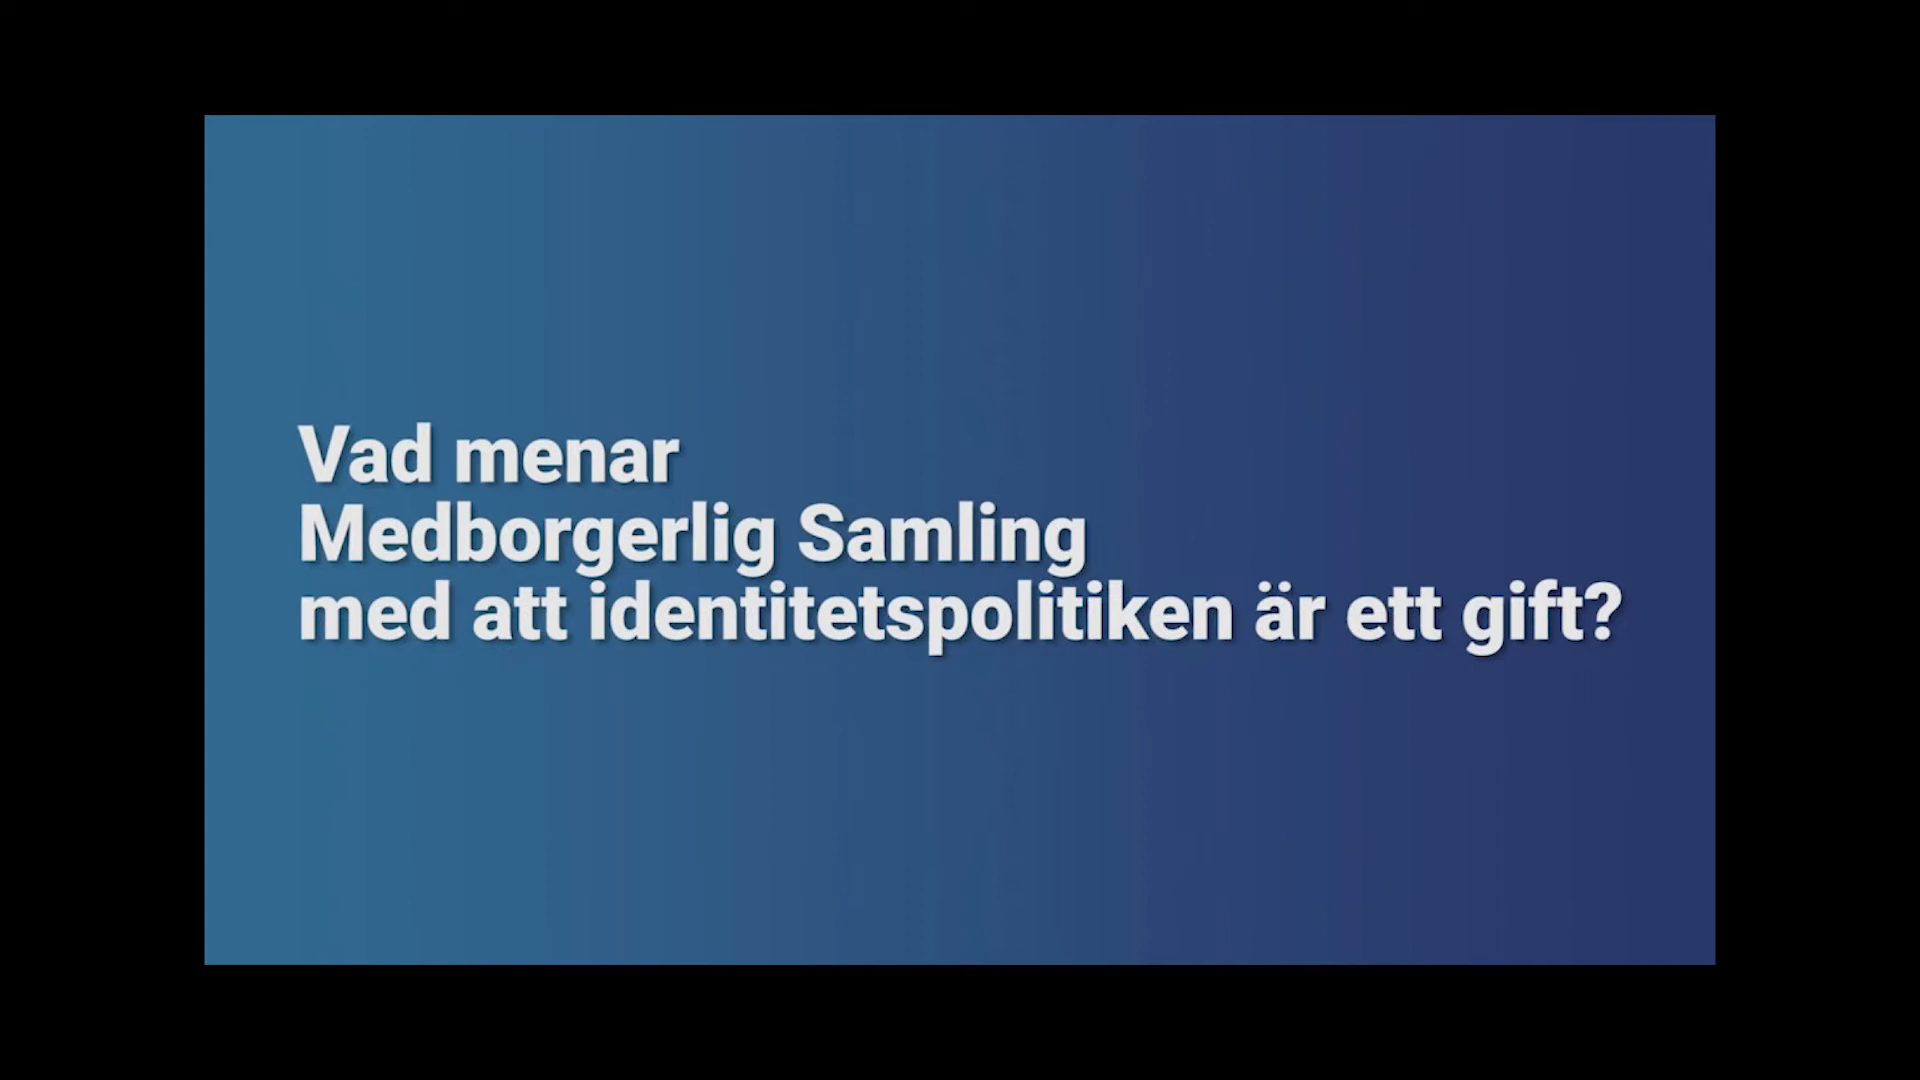 Vad menar
Medborgerlig Samling
med att identitetspolitiken är ett gift?